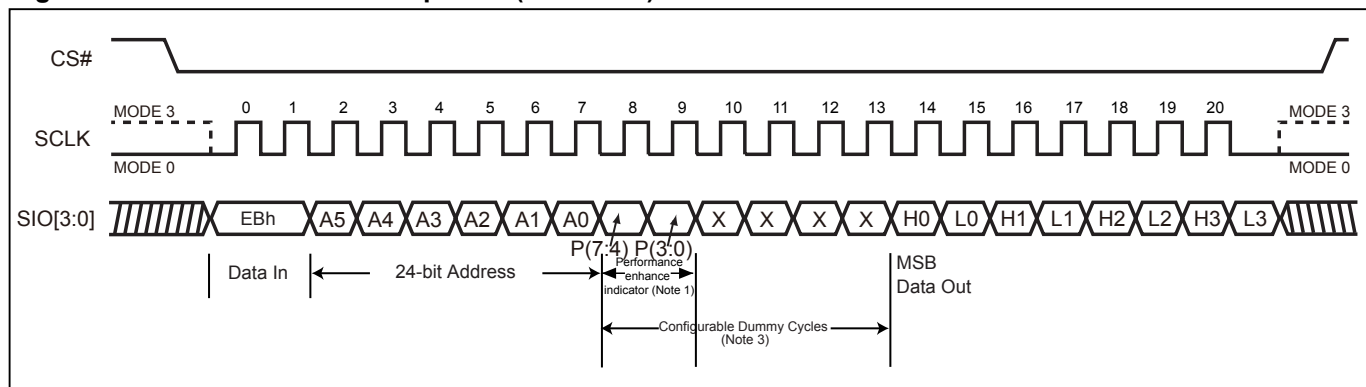 CS#
MODE 3
0 1 2 3 4 5 6 7 8 9 10 11 12 13 14 15 16 17 18 19 20
MODE 3
SCLK
MODE 0
MODE 0
SIO[3:0]
EBh A5 A4 A3 A2 A1 A0 X X X X H0 L0 H1 L1 H2 L2 H3 L3
P(7:4) P(3:0)
Data In
24-bit Address
Performance
enhance
indicator (Note 1)
MSB
Data Out
Configurable Dummy Cycles
(Note 3)